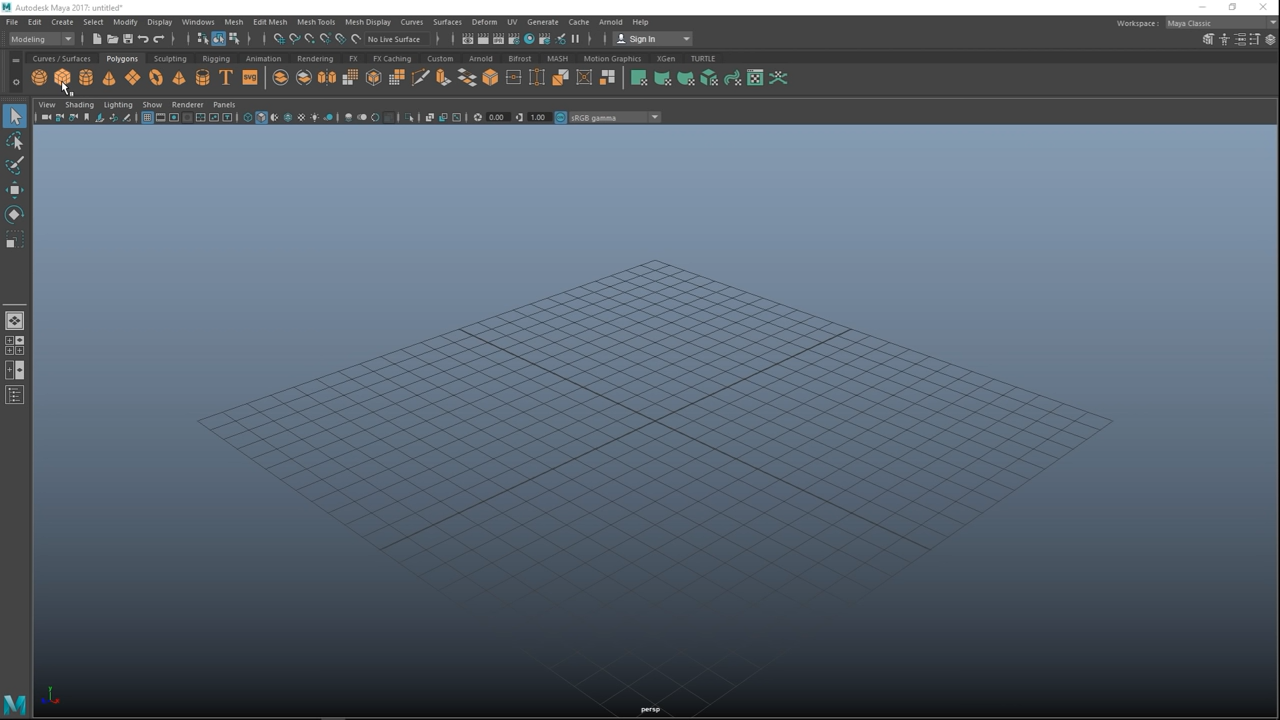 Autodesk Maya 2017: untitled*
File Edit Create Select Modify Display Windows Mesh Edit Mesh Mesh Tools Mesh Display Curves Surfaces Deform UV Generate Cache Arnold Help
Workspace : Maya Classic
Modeling No Live Surface Sign In
Curves / Surfaces Polygons Sculpting Rigging Animation Rendering FX FX Caching Custom Arnold Bifrost MASH Motion Graphics XGen TURTLE
T SVG
View Shading Lighting Show Renderer Panels
0.00 1.00 sRGB gamma
persp